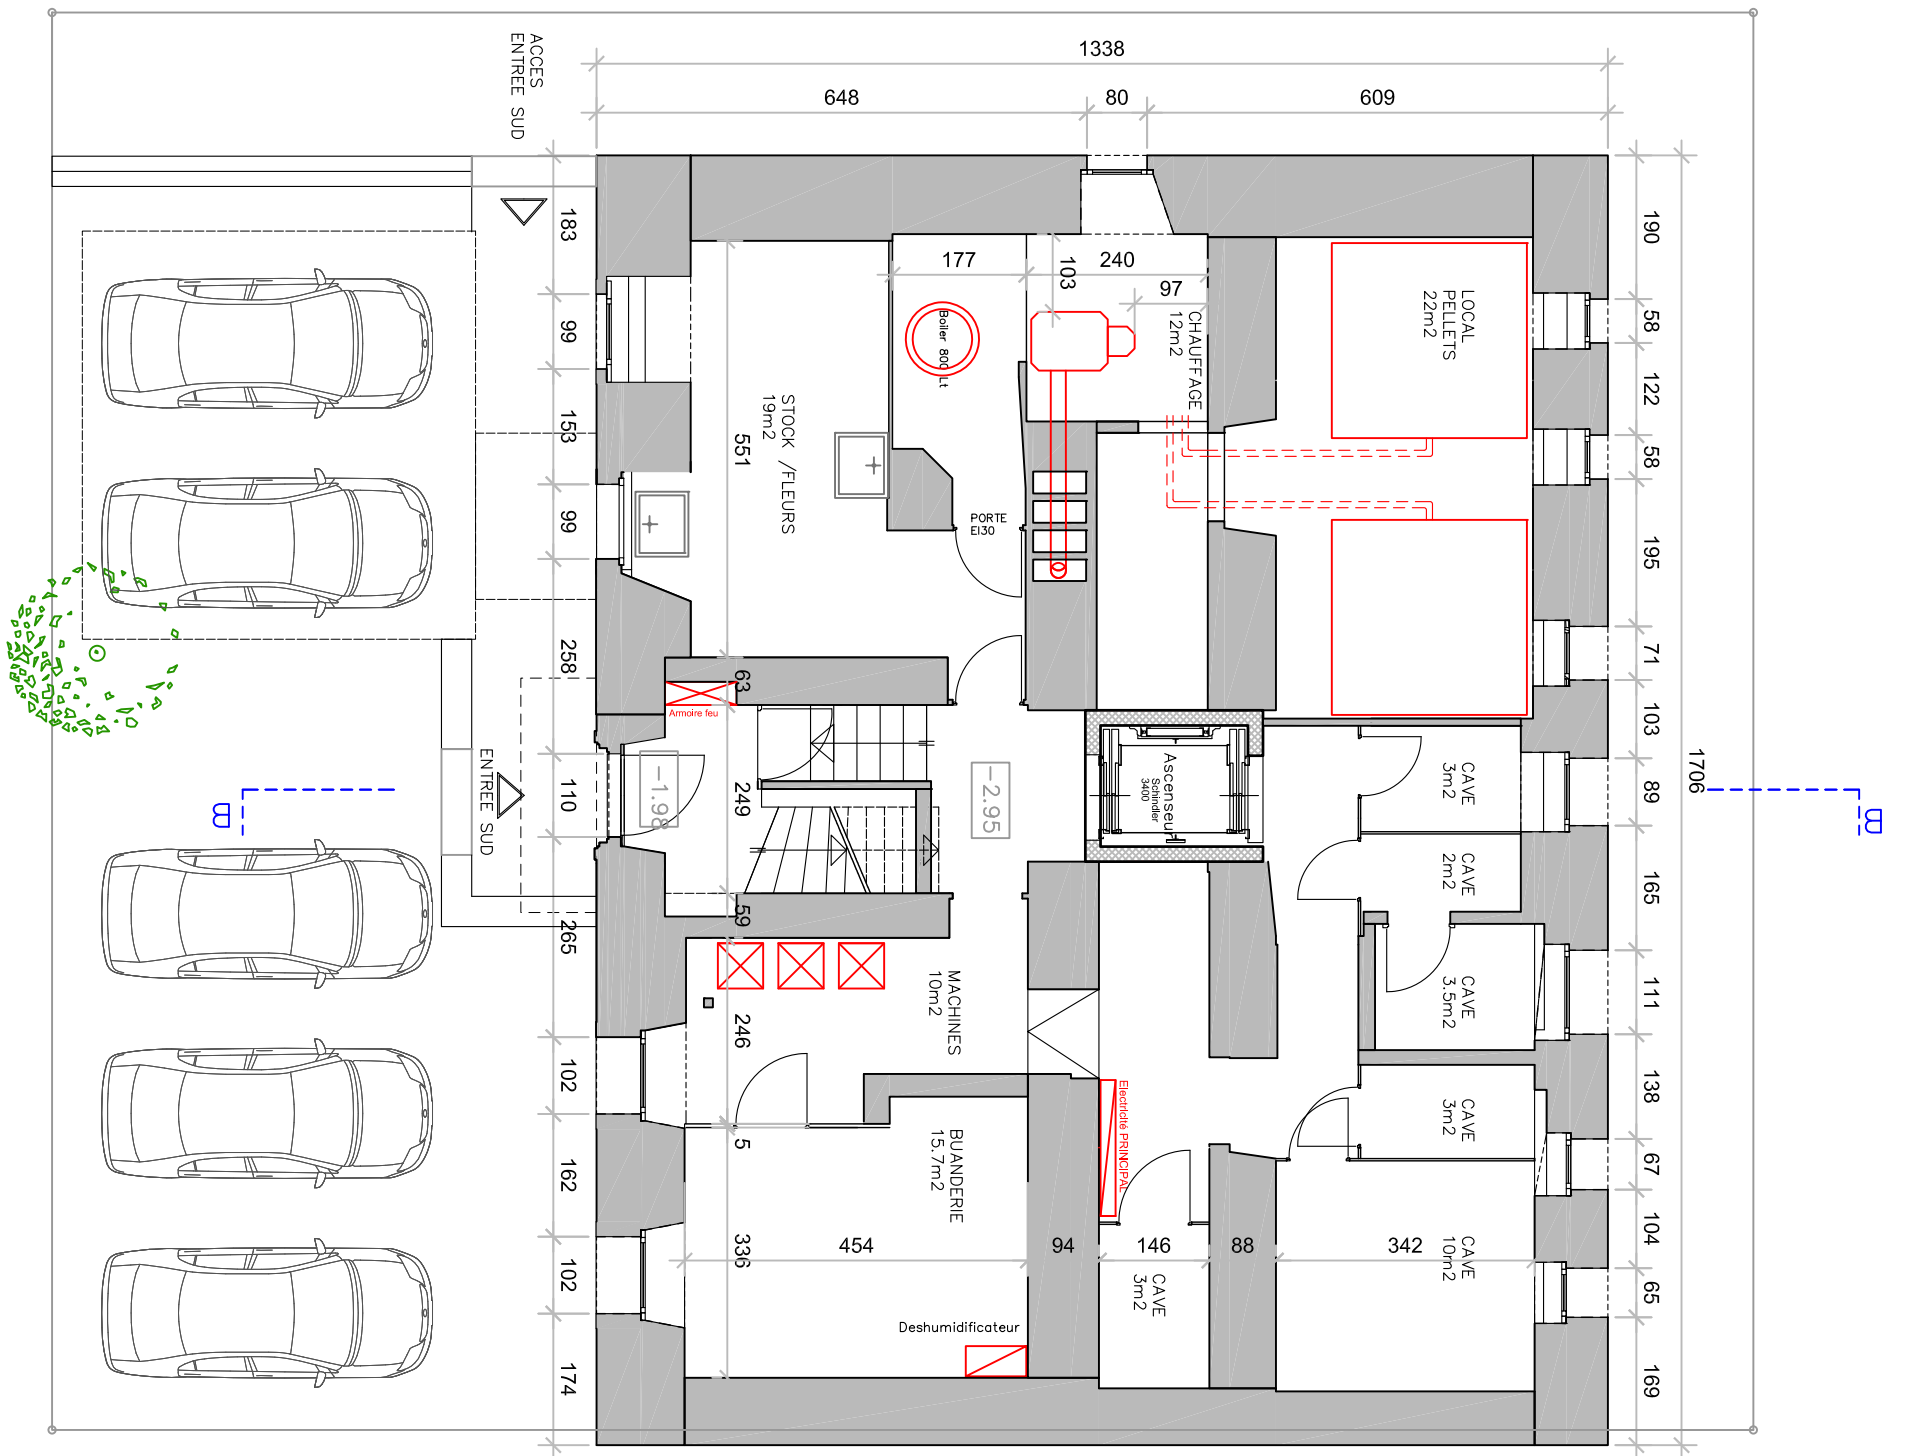 ACCES
ENTREE SUD
1338
648
80
609
183
99
153
99
258
110
265
102
162
102
174
190
58
122
58
195
71
103
89
165
111
138
67
104
65
169
1706
177
103
240
97
CHAUFFAGE
12m2
Boiler 800 Lt
LOCAL
PELLETS
22m2
STOCK /FLEURS
19m2
551
PORTE
EI30
63
Armoire feu
ENTREE SUD
-1.98
249
-2.95
Ascenseur
Schindler
3400
59
CAVE
3m2
CAVE
2m2
CAVE
3.5m2
CAVE
3m2
CAVE
10m2
MACHINES
10m2
246
5
Electricité PRINCIPAL
BUANDERIE
15.7m2
336
454
94
146
88
342
CAVE
3m2
Deshumidificateur
B
B